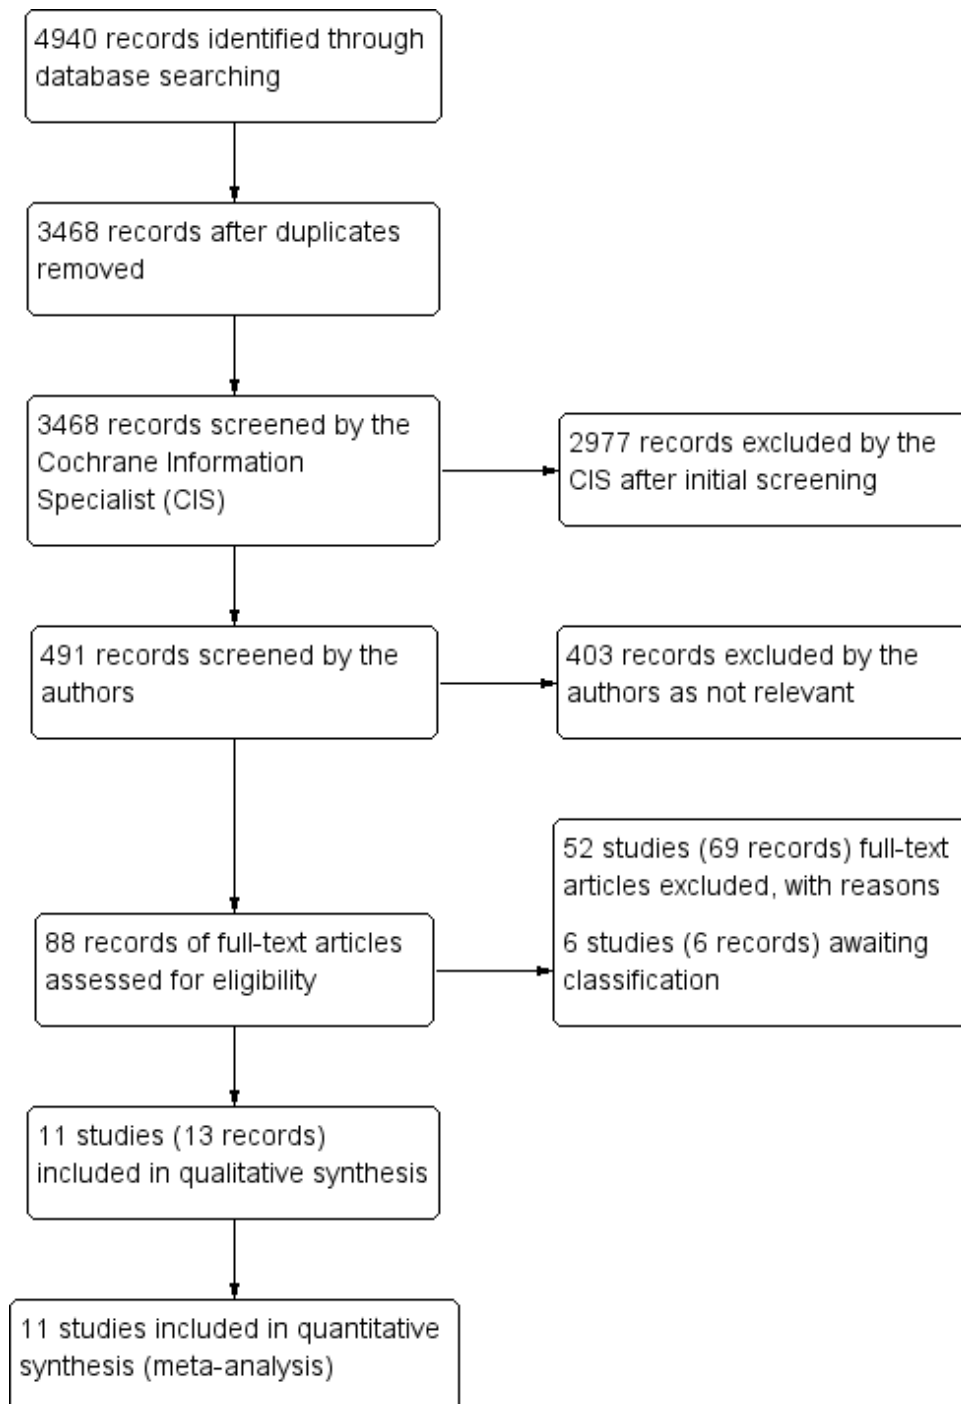 4940 records identified through
database searching
3468 records after duplicates
removed
3468 records screened by the
Cochrane Information
Specialist (CIS)
2977 records excluded by the
CIS after initial screening
491 records screened by the
authors
403 records excluded by the
authors as not relevant
52 studies (69 records) full-text
articles excluded, with reasons
6 studies (6 records) awaiting
classification
88 records of full-text articles
assessed for eligibility
11 studies (13 records)
included in qualitative synthesis
11 studies included in quantitative
synthesis (meta-analysis)